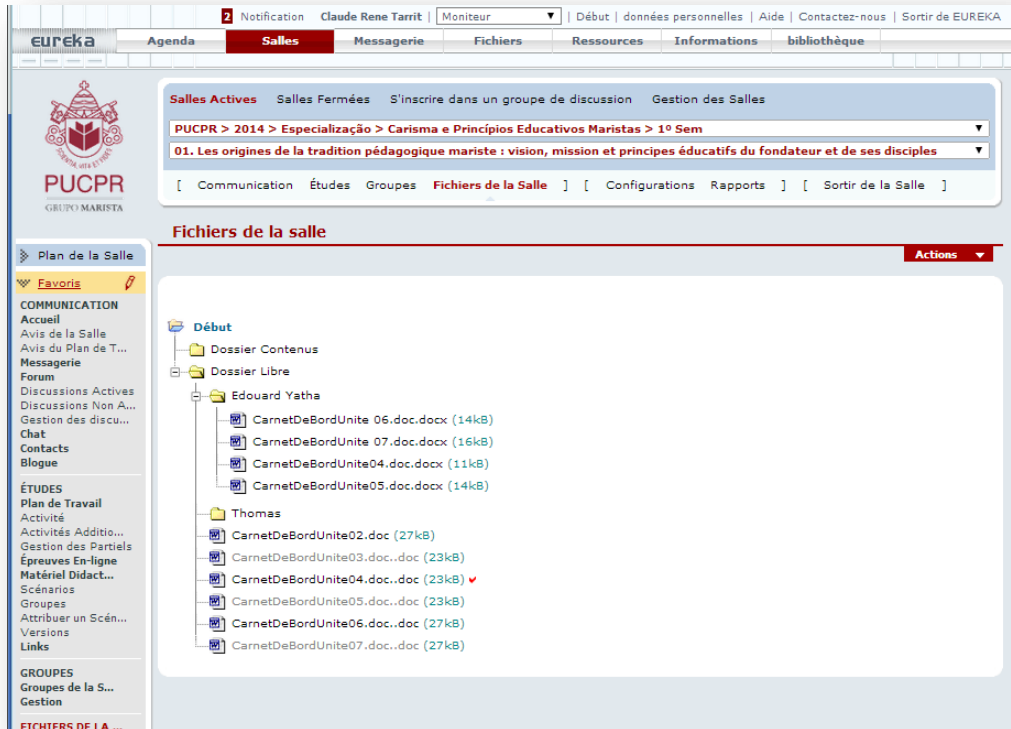 2 Notification Claude Rene Tarrit | Moniteur ▼ | Début | données personnelles | Aide | Contactez-nous | Sortir de EUREKA
eureka Agenda Salles Messagerie Fichiers Ressources Informations bibliothèque
Salles Actives Salles Fermées S'inscrire dans un groupe de discussion Gestion des Salles
PUCPR > 2014 > Especialização > Carisma e Princípios Educativos Maristas > 1º Sem ▼
01. Les origines de la tradition pédagogique mariste : vision, mission et principes éducatifs du fondateur et de ses disciples ▼
[ Communication Études Groupes Fichiers de la Salle ] [ Configurations Rapports ] [ Sortir de la Salle ]
PUCPR
GRUPO MARISTA
Fichiers de la salle
Actions ▼
Plan de la Salle
Favoris
COMMUNICATION
Accueil
Avis de la Salle
Avis du Plan de T...
Messagerie
Forum
Discussions Actives
Discussions Non A...
Gestion des discu...
Chat
Contacts
Blogue
ÉTUDES
Plan de Travail
Activité
Activités Additio...
Gestion des Partiels
Épreuves En-ligne
Matériel Didact...
Scénarios
Groupes
Attribuer un Scén...
Versions
Links
GROUPES
Groupes de la S...
Gestion
FICHIERS DE LA ...
Début
Dossier Contenus
Dossier Libre
Edouard Yatha
CarnetDeBordUnite 06.doc.docx (14kB)
CarnetDeBordUnite 07.doc.docx (16kB)
CarnetDeBordUnite04.doc.docx (11kB)
CarnetDeBordUnite05.doc.docx (14kB)
Thomas
CarnetDeBordUnite02.doc (27kB)
CarnetDeBordUnite03.doc..doc (23kB)
CarnetDeBordUnite04.doc..doc (23kB)
CarnetDeBordUnite05.doc..doc (23kB)
CarnetDeBordUnite06.doc..doc (27kB)
CarnetDeBordUnite07.doc..doc (27kB)